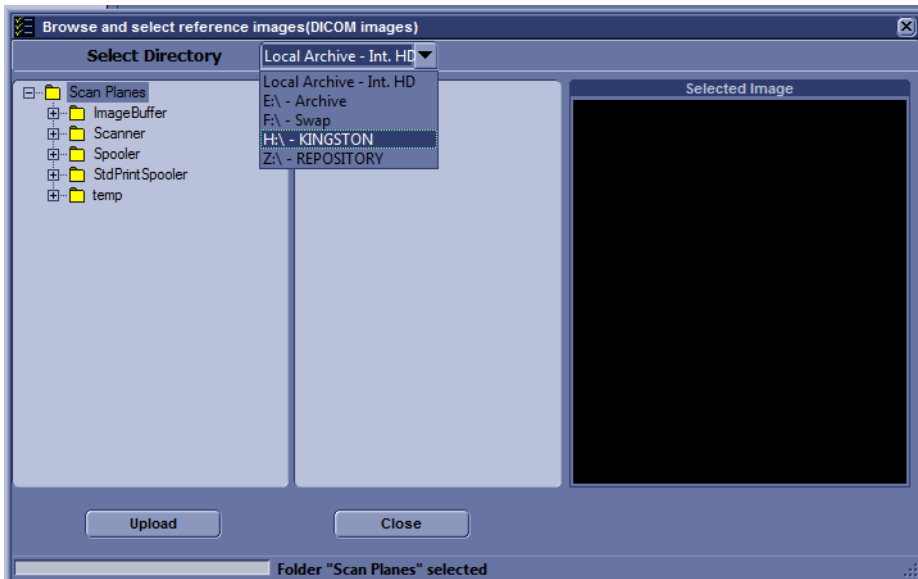 Browse and select reference images(DICOM images)
Select Directory
Local Archive - Int. HD
Local Archive - Int. HD
E:\ - Archive
F:\ - Swap
H:\ - KINGSTON
Z:\ - REPOSITORY
Scan Planes
ImageBuffer
Scanner
Spooler
StdPrintSpooler
temp
Selected Image
Upload
Close
Folder "Scan Planes" selected